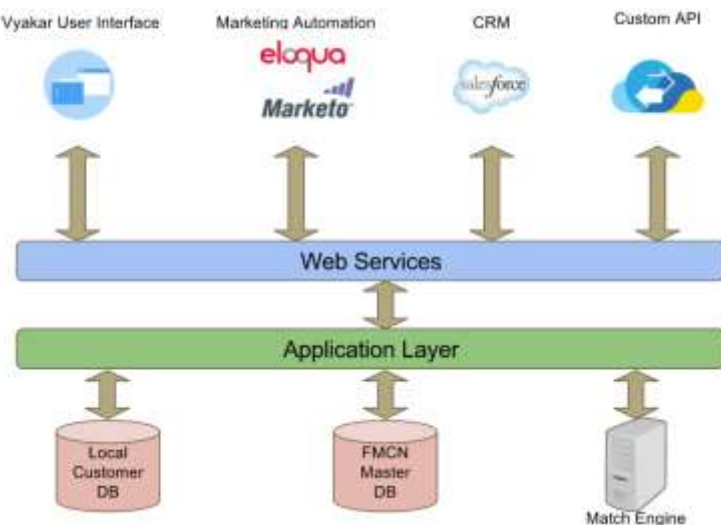 Vyakar User Interface
Marketing Automation
CRM
Custom API
eloqua
Marketo
salesforce
Web Services
Application Layer
Local
Customer
DB
FMCN
Master
DB
Match Engine